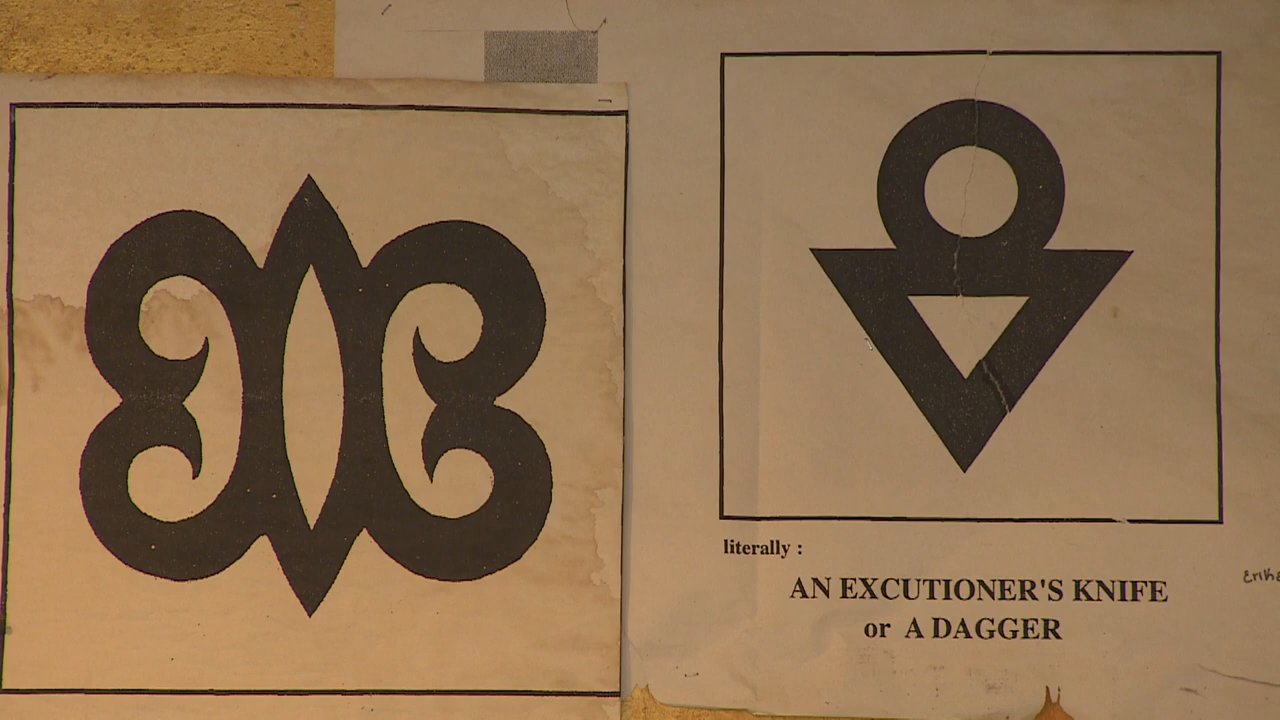 literally :
AN EXCUTIONER'S KNIFE
or A DAGGER